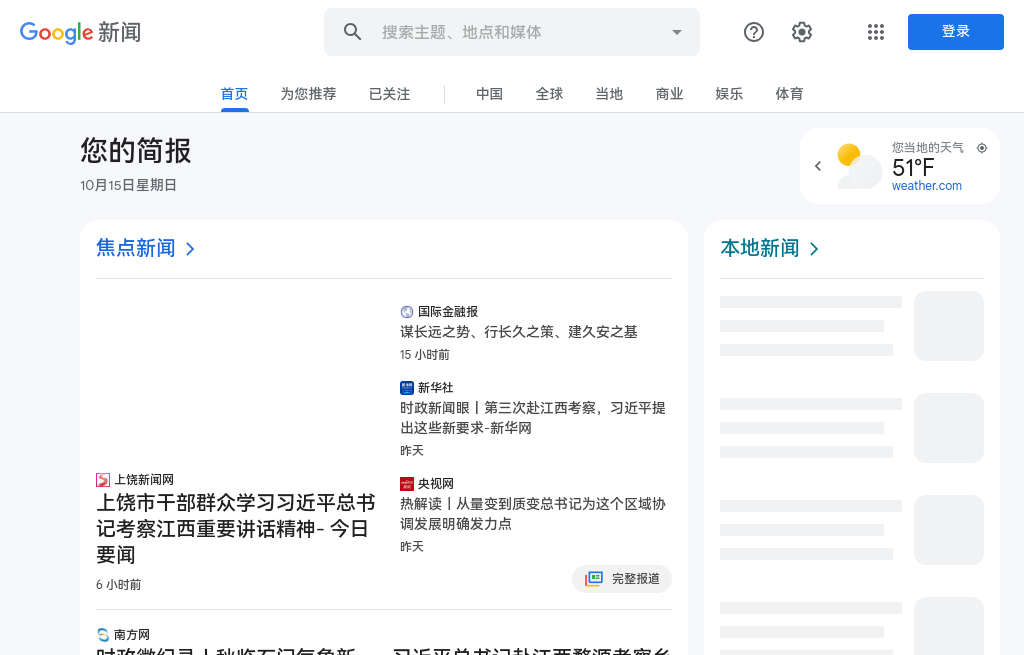 Google 新闻
搜索主题、地点和媒体
登录
首页 为您推荐 已关注 中国 全球 当地 商业 娱乐 体育
您的简报
10月15日星期日
您当地的天气
51°F
weather.com
焦点新闻
上饶新闻网
上饶市干部群众学习习近平总书
记考察江西重要讲话精神- 今日
要闻
6 小时前
国际金融报
谋长远之势、行长久之策、建久安之基
15 小时前
新华社
时政新闻眼丨第三次赴江西考察，习近平提
出这些新要求-新华网
昨天
央视网
热解读丨从量变到质变总书记为这个区域协
调发展明确发力点
昨天
完整报道
南方网
本地新闻